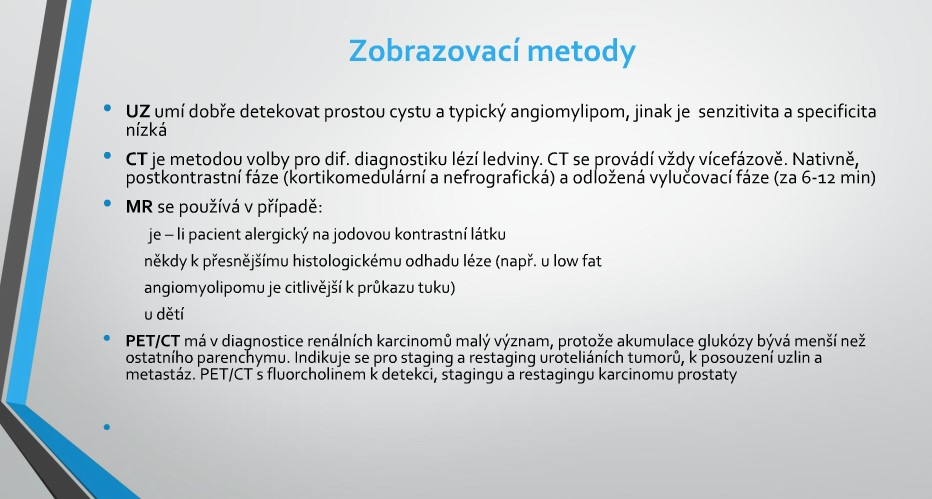 Zobrazovací metody
• UZ umí dobře detekovat prostou cystu a typický angiomylipom, jinak je  senzitivita a specificita
nízká
• CT je metodou volby pro dif. diagnostiku lézí ledviny. CT se provádí vždy vícefázově. Nativně,
postkontrastní fáze (kortikomedulární a nefrografická) a odložená vylučovací fáze (za 6-12 min)
• MR se používá v případě:
je – li pacient alergický na jodovou kontrastní látku
někdy k přesnějšímu histologickému odhadu léze (např. u low fat
angiomyolipomu je citlivější k průkazu tuku)
u dětí
• PET/CT má v diagnostice renálních karcinomů malý význam, protože akumulace glukózy bývá menší než
ostatního parenchymu. Indikuje se pro staging a restaging uroteliáních tumorů, k posouzení uzlin a
metastáz. PET/CT s fluorcholinem k detekci, stagingu a restagingu karcinomu prostaty
•